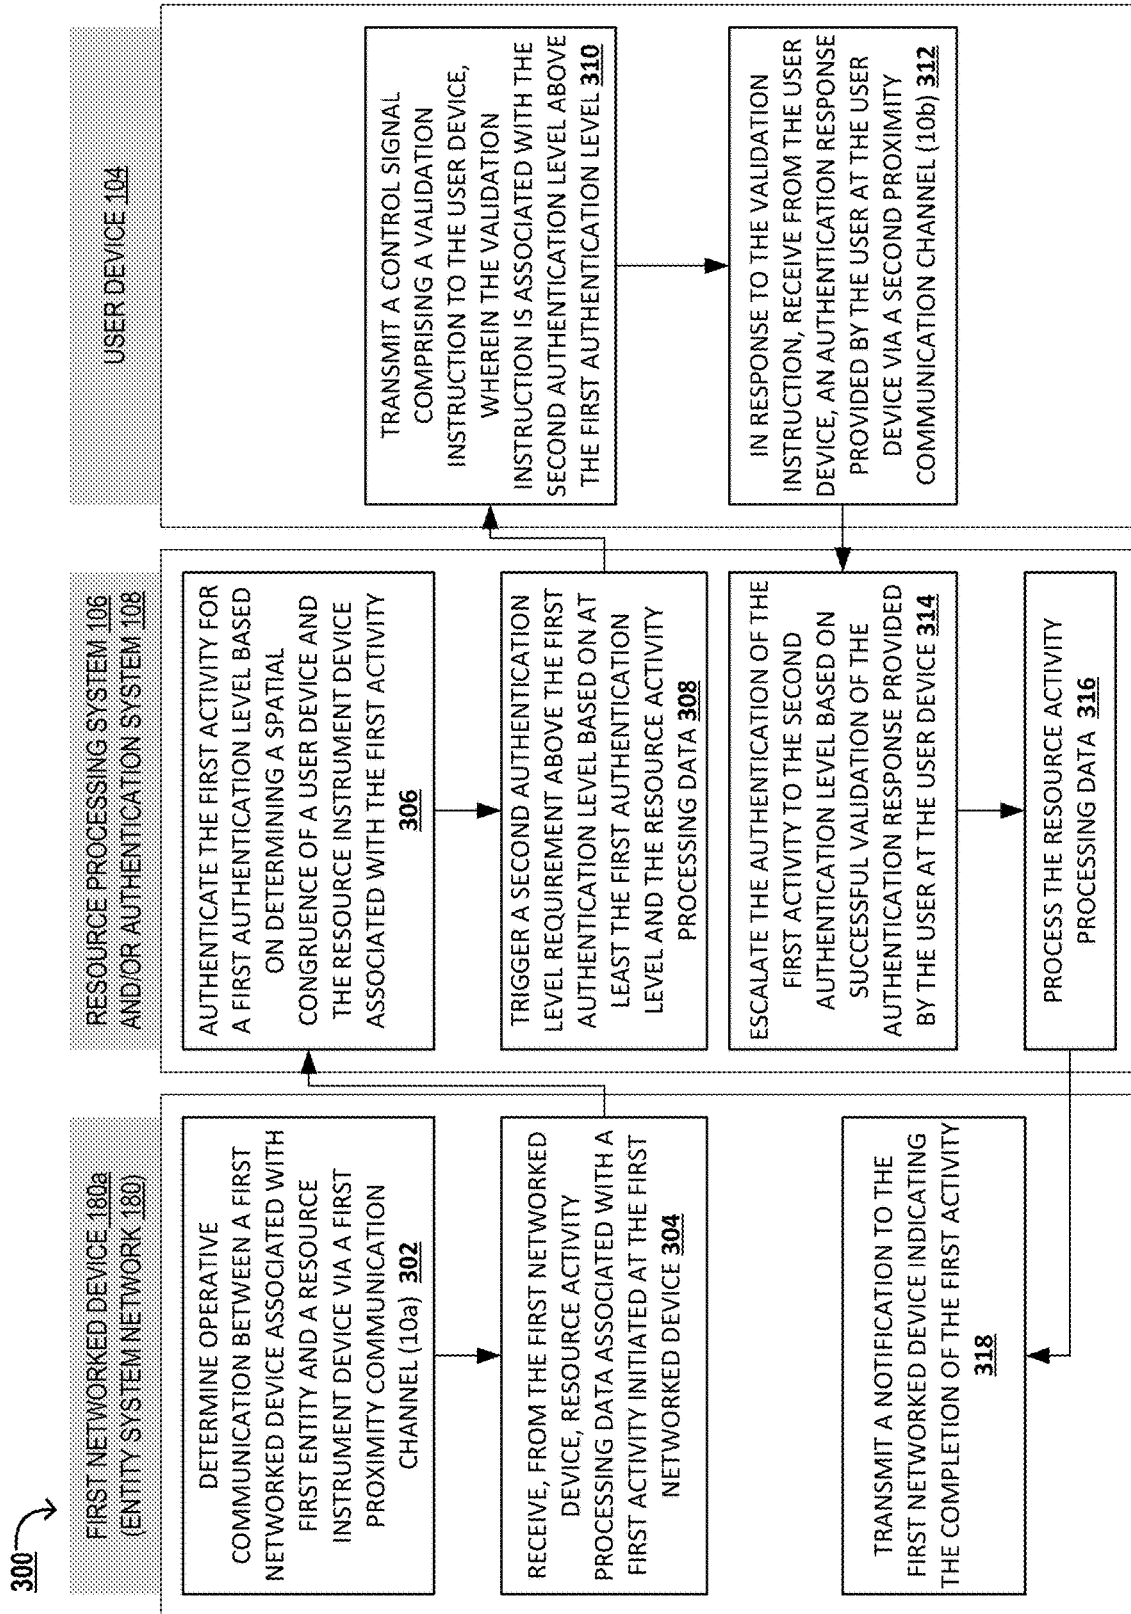 300
FIRST NETWORKED DEVICE 180a
(ENTITY SYSTEM NETWORK 180)
DETERMINE OPERATIVE
COMMUNICATION BETWEEN A FIRST
NETWORKED DEVICE ASSOCIATED WITH
FIRST ENTITY AND A RESOURCE
INSTRUMENT DEVICE VIA A FIRST
PROXIMITY COMMUNICATION
CHANNEL (10a) 302
RECEIVE, FROM THE FIRST NETWORKED
DEVICE, RESOURCE ACTIVITY
PROCESSING DATA ASSOCIATED WITH A
FIRST ACTIVITY INITIATED AT THE FIRST
NETWORKED DEVICE 304
TRANSMIT A NOTIFICATION TO THE
FIRST NETWORKED DEVICE INDICATING
THE COMPLETION OF THE FIRST ACTIVITY
318
RESOURCE PROCESSING SYSTEM 106
AND/OR AUTHENTICATION SYSTEM 108
AUTHENTICATE THE FIRST ACTIVITY FOR
A FIRST AUTHENTICATION LEVEL BASED
ON DETERMINING A SPATIAL
CONGRUENCE OF A USER DEVICE AND
THE RESOURCE INSTRUMENT DEVICE
ASSOCIATED WITH THE FIRST ACTIVITY
306
TRIGGER A SECOND AUTHENTICATION
LEVEL REQUIREMENT ABOVE THE FIRST
AUTHENTICATION LEVEL BASED ON AT
LEAST THE FIRST AUTHENTICATION
LEVEL AND THE RESOURCE ACTIVITY
PROCESSING DATA 308
ESCALATE THE AUTHENTICATION OF THE
FIRST ACTIVITY TO THE SECOND
AUTHENTICATION LEVEL BASED ON
SUCCESSFUL VALIDATION OF THE
AUTHENTICATION RESPONSE PROVIDED
BY THE USER AT THE USER DEVICE 314
PROCESS THE RESOURCE ACTIVITY
PROCESSING DATA 316
USER DEVICE 104
TRANSMIT A CONTROL SIGNAL
COMPRISING A VALIDATION
INSTRUCTION TO THE USER DEVICE,
WHEREIN THE VALIDATION
INSTRUCTION IS ASSOCIATED WITH THE
SECOND AUTHENTICATION LEVEL ABOVE
THE FIRST AUTHENTICATION LEVEL 310
IN RESPONSE TO THE VALIDATION
INSTRUCTION, RECEIVE FROM THE USER
DEVICE, AN AUTHENTICATION RESPONSE
PROVIDED BY THE USER AT THE USER
DEVICE VIA A SECOND PROXIMITY
COMMUNICATION CHANNEL (10b) 312